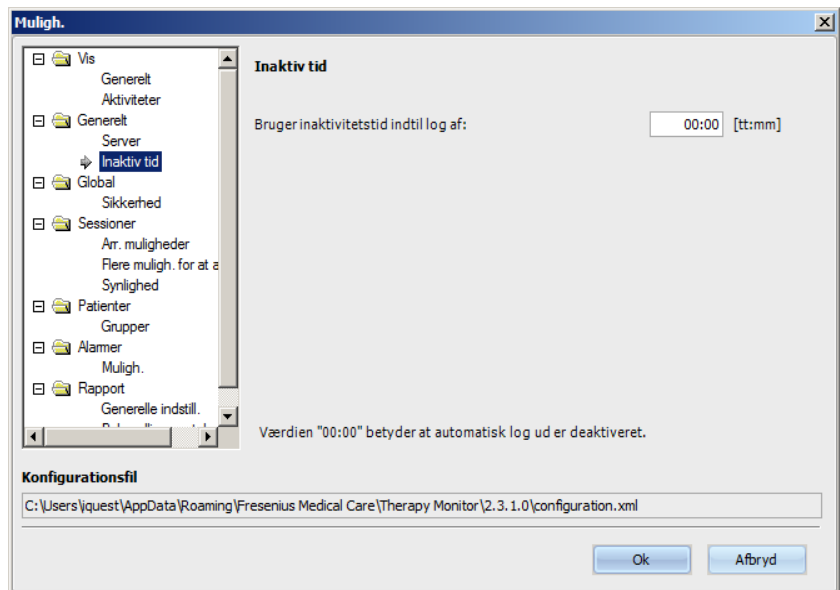 Muligh.
Vis
Generelt
Aktiviteter
Generelt
Server
Inaktiv tid
Global
Sikkerhed
Sessioner
Arr. muligheder
Flere muligh. for at a
Synlighed
Patienter
Grupper
Alarmer
Muligh.
Rapport
Generelle indstill.
Inaktiv tid
Bruger inaktivitetstid indtil log af: 00:00 [tt:mm]
Værdien "00:00" betyder at automatisk log ud er deaktiveret.
Konfigurationsfil
C:\Users\iquest\AppData\Roaming\Fresenius Medical Care\Therapy Monitor\2.3.1.0\configuration.xml
Ok Afbryd